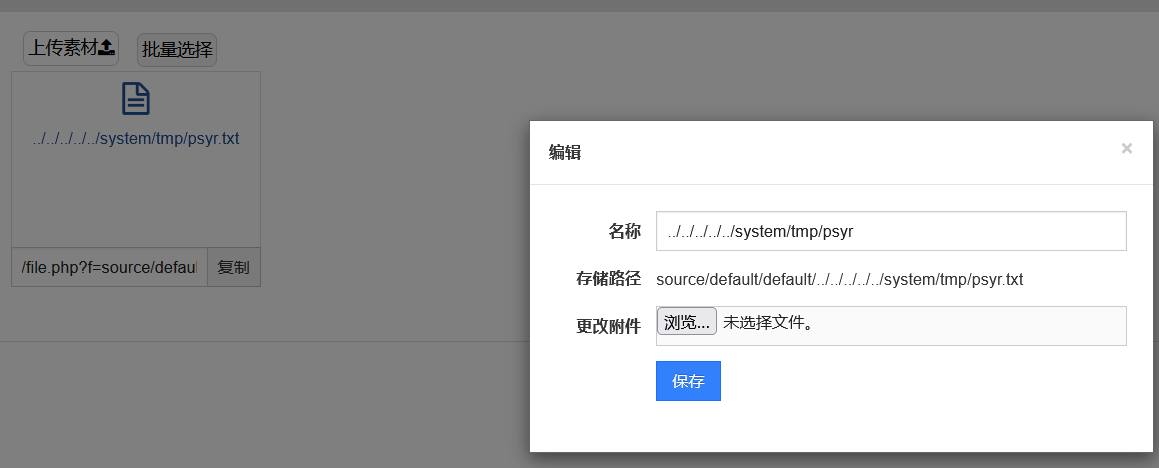 上传素材
批量选择
../../../../../system/tmp/psyr.txt
/file.php?f=source/defaul
复制
编辑
×
名称
../../../../../system/tmp/psyr
存储路径
source/default/default/../../../../../system/tmp/psyr.txt
更改附件
浏览... 未选择文件。
保存